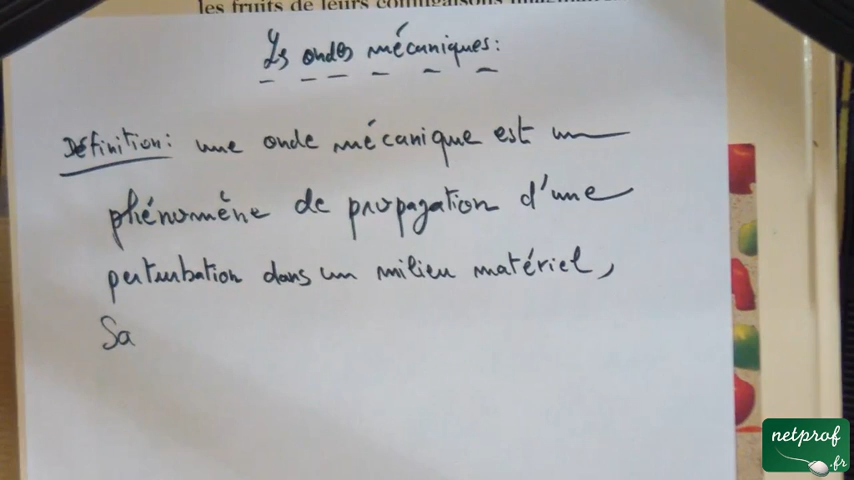 les fruits de leurs conjugaisons
Les ondes mécaniques:
Définition: une onde mécanique est un
phénomène de propagation d'une
perturbation dans un milieu matériel,
Sa
netprof
.fr